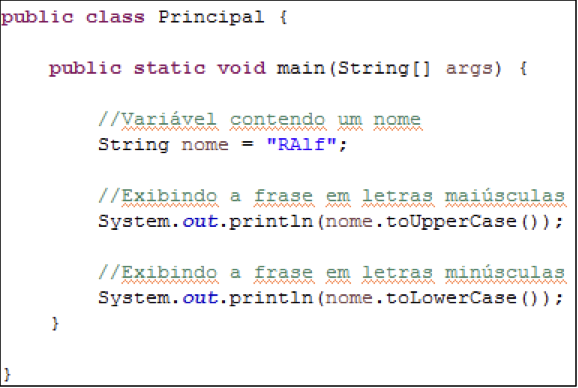 public class Principal {
public static void main(String[] args) {
//Variável contendo um nome
String nome = "RAlf";
//Exibindo a frase em letras maiúsculas
System.out.println(nome.toUpperCase());
//Exibindo a frase em letras minúsculas
System.out.println(nome.toLowerCase());
}
}